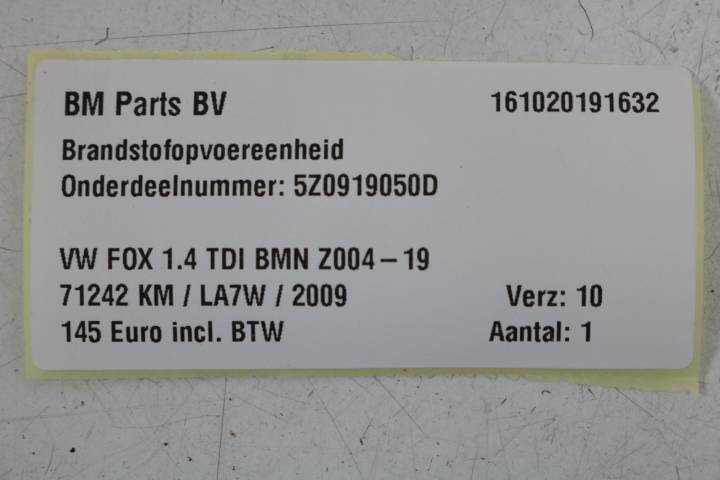 BM Parts BV 161020191632
Brandstofopvoereenheid
Onderdeelnummer: 5Z0919050D
VW FOX 1.4 TDI BMN Z004-19
71242 KM / LA7W / 2009 Verz: 10
145 Euro incl. BTW Aantal: 1